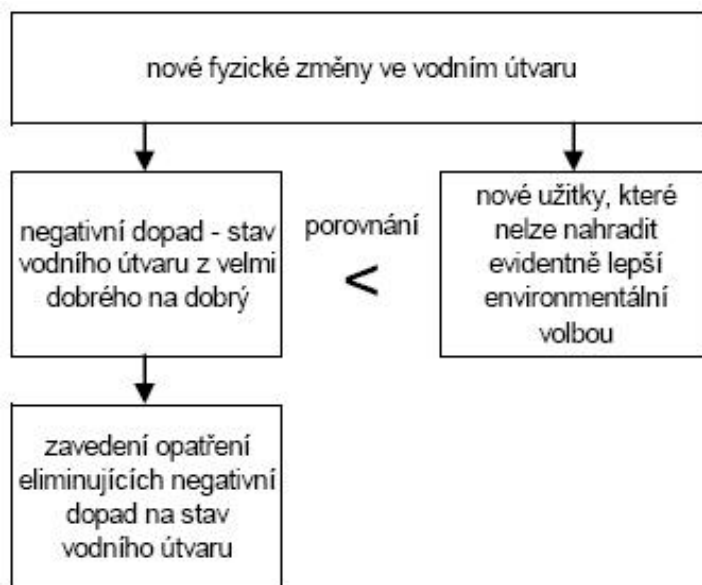 nové fyzické změny ve vodním útvaru
negativní dopad - stav
vodního útvaru z velmi
dobrého na dobrý
porovnání
<
nové užitky, které
nelze nahradit
evidentně lepší
environmentální
volbou
zavedení opatření
eliminujících negativní
dopad na stav
vodního útvaru